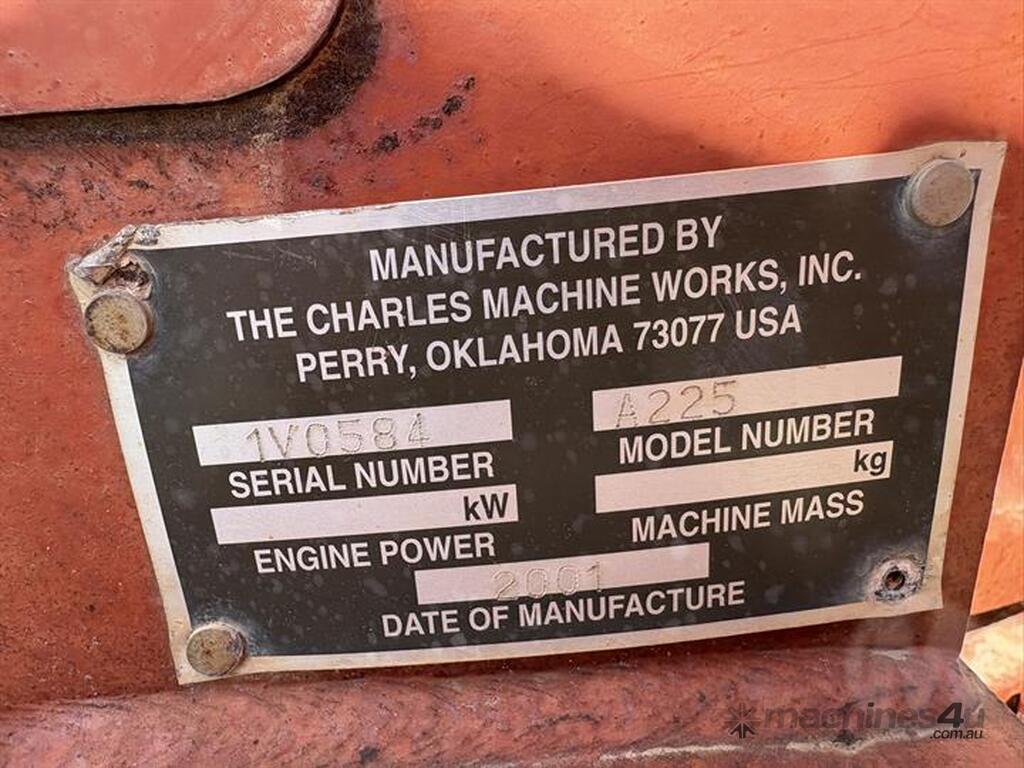 MANUFACTURED BY
THE CHARLES MACHINE WORKS, INC.
PERRY, OKLAHOMA 73077 USA
1V0584
SERIAL NUMBER
A225
MODEL NUMBER
kW
ENGINE POWER
kg
MACHINE MASS
2001
DATE OF MANUFACTURE
machines4u
.com.au